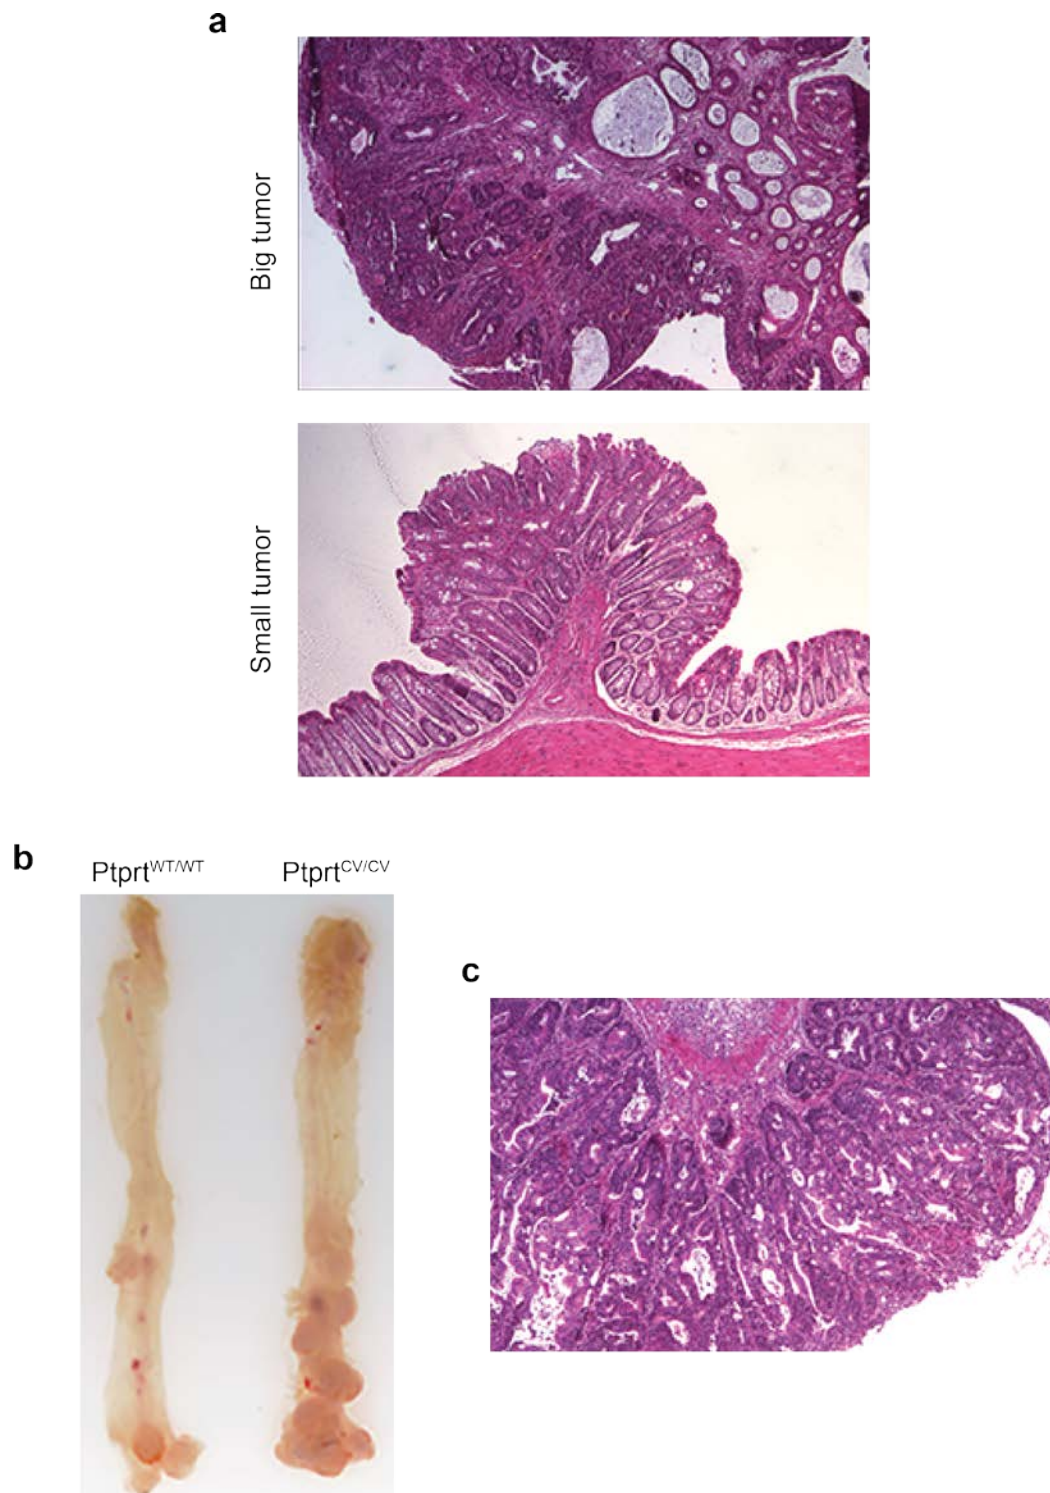 a
Big tumor
Small tumor
b
Ptprt^WT/WT
Ptprt^CV/CV
c